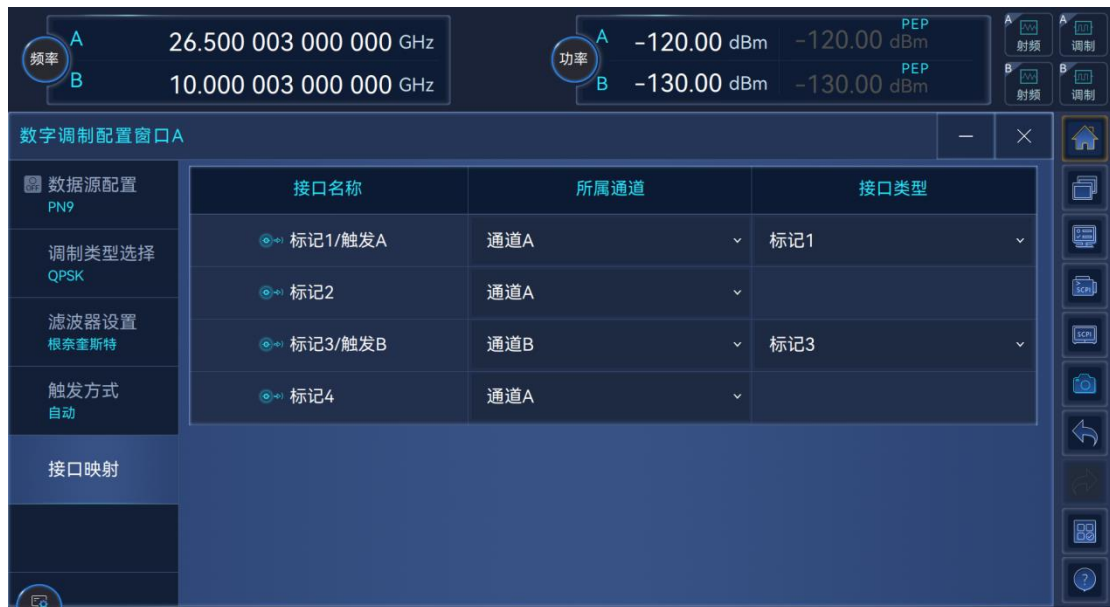 频率
A 26.500 003 000 000 GHz
B 10.000 003 000 000 GHz
功率
PEP
A -120.00 dBm -120.00 dBm
PEP
B -130.00 dBm -130.00 dBm
A 射频
A 调制
B 射频
B 调制
数字调制配置窗口A
OFF 数据源配置
PN9
调制类型选择
QPSK
滤波器设置
根奈奎斯特
触发方式
自动
接口映射
接口名称 所属通道 接口类型
标记1/触发A 通道A 标记1
标记2 通道A
标记3/触发B 通道B 标记3
标记4 通道A
SCPI
SCPI
?